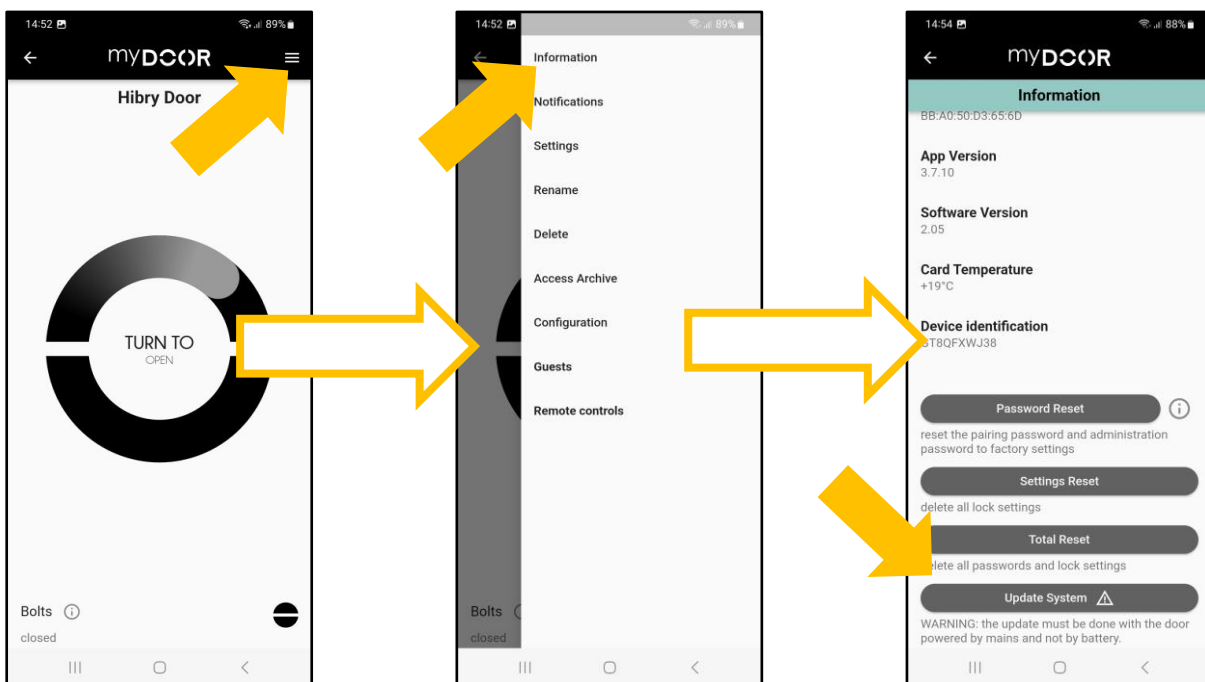 14:52 89%
myDOOR
Hibry Door
TURN TO
OPEN
Bolts
closed
14:52 89%
Information
Notifications
Settings
Rename
Delete
Access Archive
Configuration
Guests
Remote controls
Bolts
closed
14:54 88%
myDOOR
Information
BB:A0:50:D3:65:6D
App Version
3.7.10
Software Version
2.05
Card Temperature
+19°C
Device identification
Password Reset
reset the pairing password and administration
password to factory settings
Settings Reset
delete all lock settings
Total Reset
delete all passwords and lock settings
Update System
WARNING: the update must be done with the door
powered by mains and not by battery.